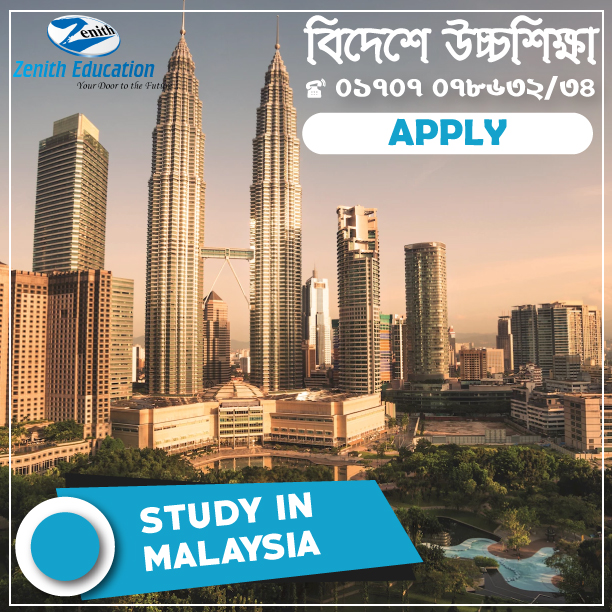 Zenith
Zenith Education
Your Door to the Future
বিদেশে উচ্চশিক্ষা
☎ ০১৭০৭ ০৭৮৬৩২/৩৪
APPLY
STUDY IN
MALAYSIA